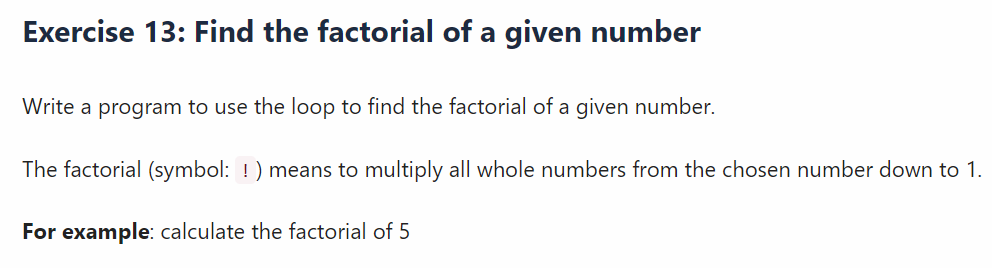 Exercise 13: Find the factorial of a given number
Write a program to use the loop to find the factorial of a given number.
The factorial (symbol: !) means to multiply all whole numbers from the chosen number down to 1.
For example: calculate the factorial of 5